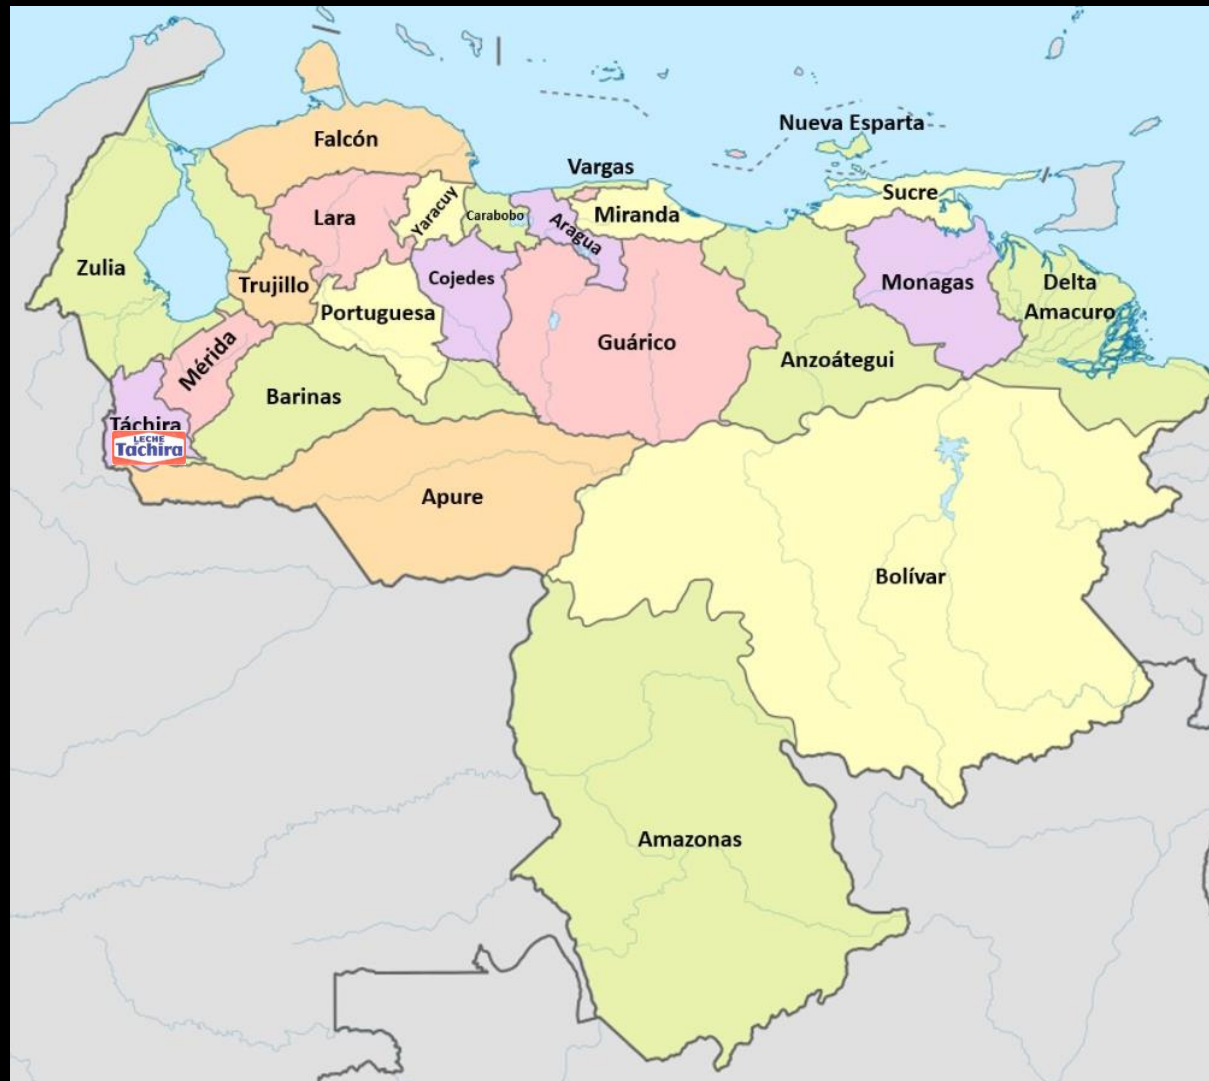 Nueva Esparta
Falcón
Vargas
Sucre
Lara
Yaracuy
Carabobo
Aragua
Miranda
Zulia
Trujillo
Cojedes
Monagas
Delta
Amacuro
Portuguesa
Guárico
Anzoátegui
Mérida
Barinas
Táchira
LECHE
Táchira
Apure
Bolívar
Amazonas